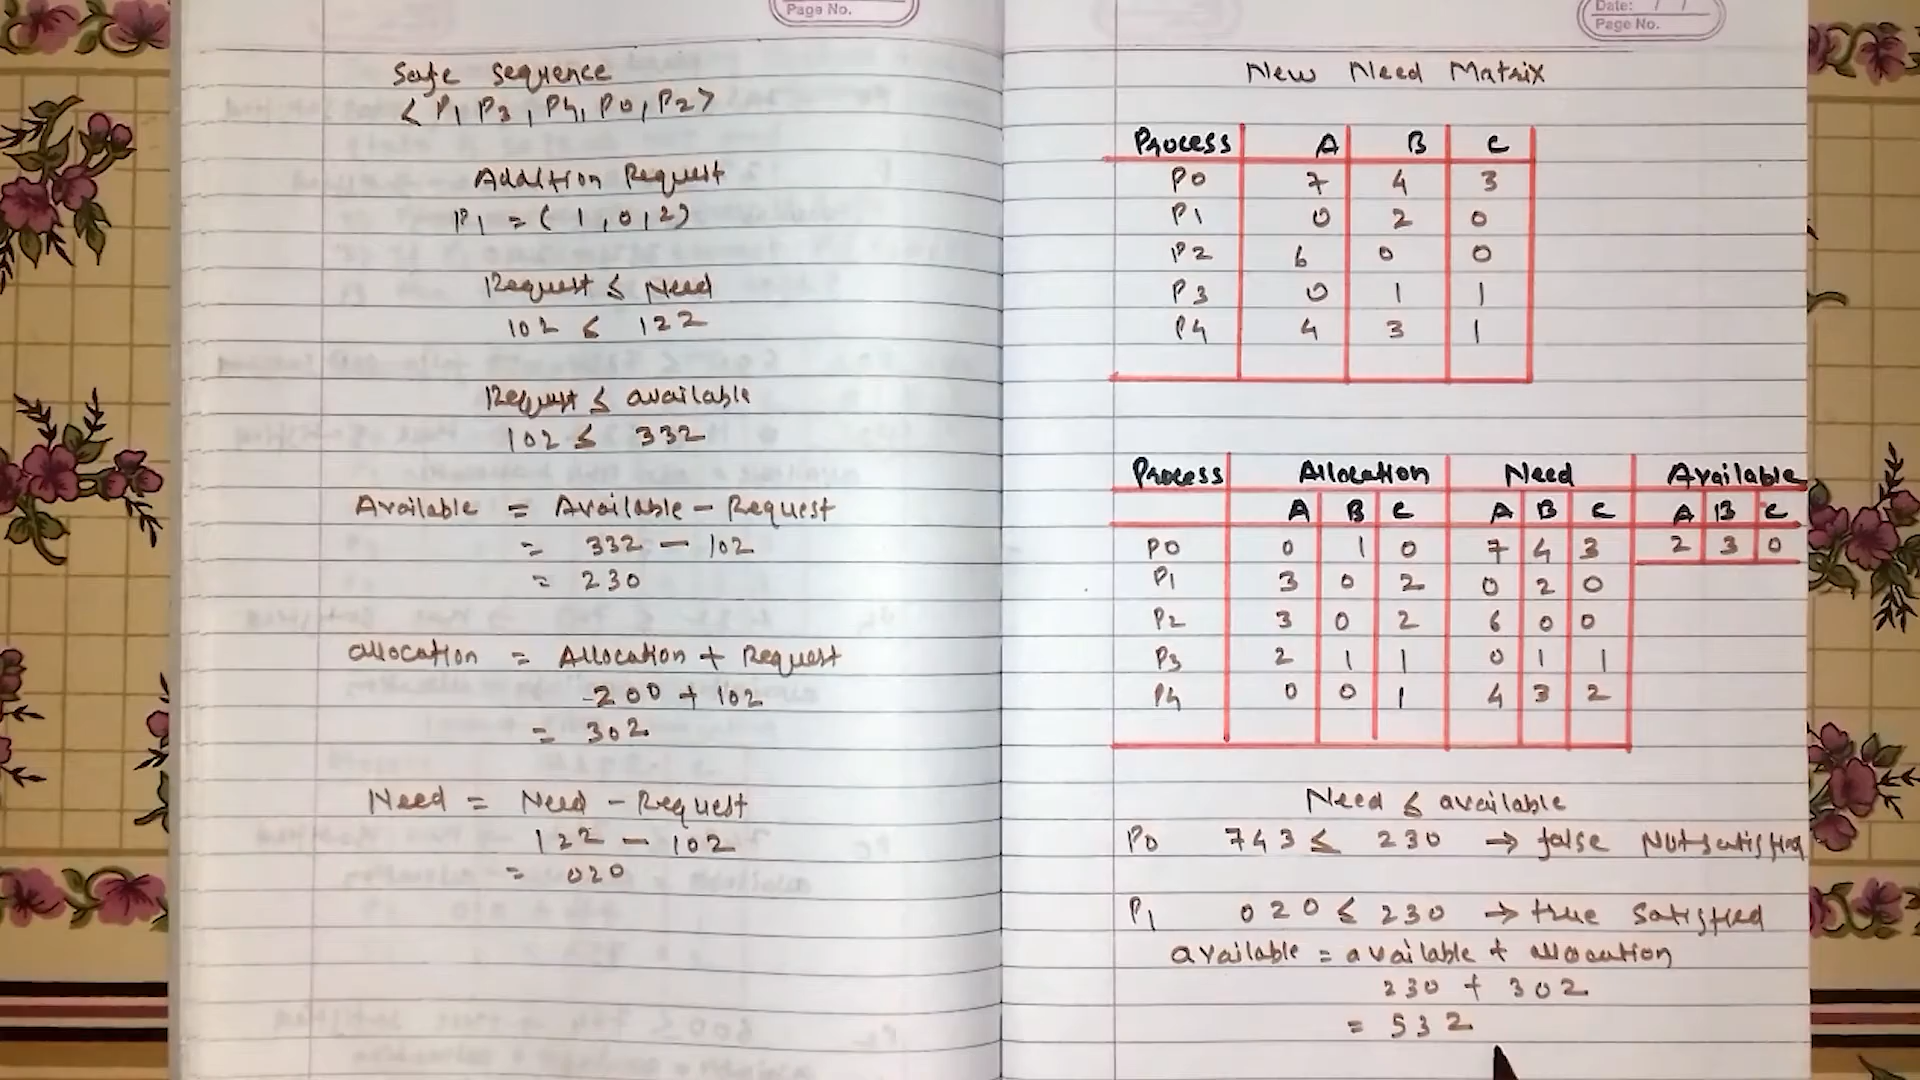 Page No.
Safe sequence
< P1 P3, P4, P0, P2>
Addition Request
P1 = (1,0,2)
Request ≤ Need
102 ≤ 122
Request ≤ available
102 ≤ 332
Available = Available - Request
= 332 - 102
= 230
allocation = Allocation + Request
200 + 102
= 302
Need = Need - Request
122 - 102
= 020
Date: / /
Page No.
New Need Matrix
Process A B C
P0 7 4 3
P1 0 2 0
P2 6 0 0
P3 0 1 1
P4 4 3 1
Process Allocation Need Available
A B C A B C A B C
P0 0 1 0 7 4 3 2 3 0
P1 3 0 2 0 2 0
P2 3 0 2 6 0 0
P3 2 1 1 0 1 1
P4 0 0 1 4 3 2
Need ≤ available
P0 743 ≤ 230 → false Not satisfied
P1 020 ≤ 230 → true satisfied
available = available + allocation
230 + 302
= 532